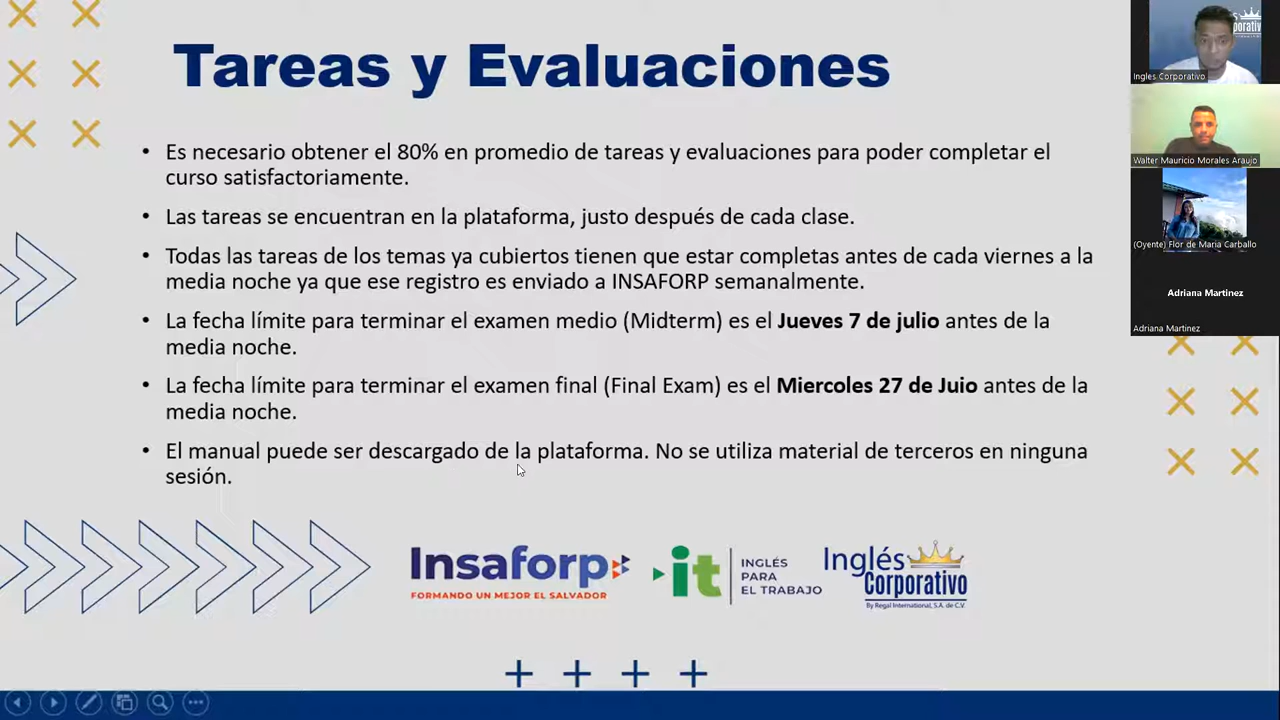 Tareas y Evaluaciones
• Es necesario obtener el 80% en promedio de tareas y evaluaciones para poder completar el
curso satisfactoriamente.
• Las tareas se encuentran en la plataforma, justo después de cada clase.
• Todas las tareas de los temas ya cubiertos tienen que estar completas antes de cada viernes a la
media noche ya que ese registro es enviado a INSAFORP semanalmente.
• La fecha límite para terminar el examen medio (Midterm) es el Jueves 7 de julio antes de la
media noche.
• La fecha límite para terminar el examen final (Final Exam) es el Miercoles 27 de Juio antes de la
media noche.
• El manual puede ser descargado de la plataforma. No se utiliza material de terceros en ninguna
sesión.
Insaforp
FORMANDO UN MEJOR EL SALVADOR
it
INGLÉS
PARA
EL TRABAJO
Inglés
Corporativo
By Regal International, S.A. de C.V.
Ingles Corporativo
Walter Mauricio Morales Araujo
(Oyente) Flor de Maria Carballo
Adriana Martinez
Adriana Martinez